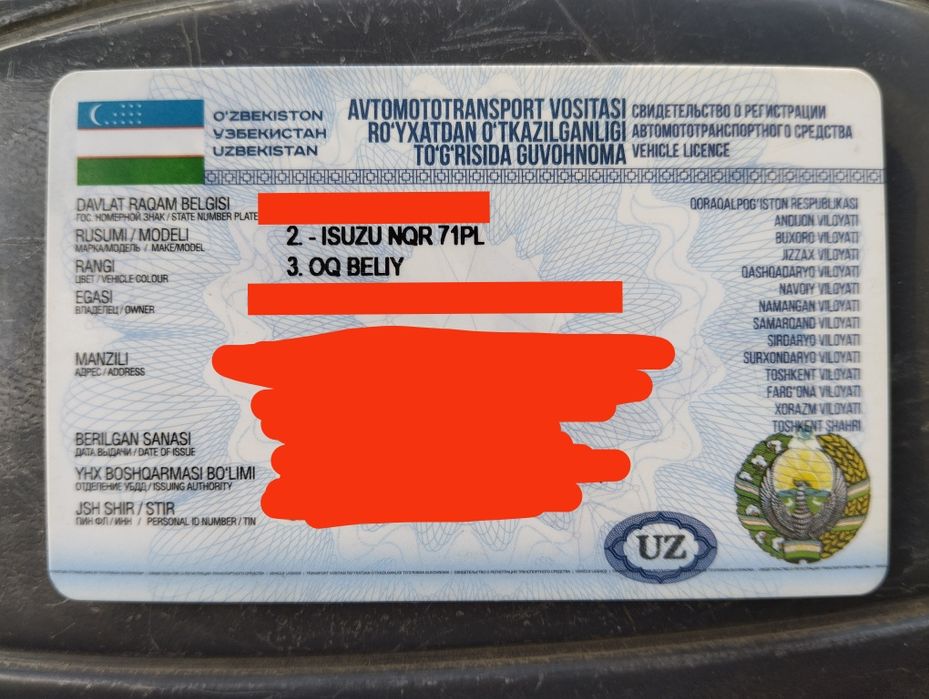 O‘ZBEKISTON
ЎЗБЕКИСТАН
UZBEKISTAN
AVTOMOTOTRANSPORT VOSITASI
RO‘YXATDAN O‘TKAZILGANLIGI
TO‘G‘RISIDA GUVOHNOMA
СВИДЕТЕЛЬСТВО О РЕГИСТРАЦИИ
АВТОМОТОТРАНСПОРТНОГО СРЕДСТВА
VEHICLE LICENCE
DAVLAT RAQAM BELGISI
ГОС. НОМЕРНОЙ ЗНАК / STATE NUMBER PLATE
RUSUMI / MODELI
МАРКА/МОДЕЛЬ / MAKE/MODEL
2. - ISUZU NQR 71PL
RANGI
ЦВЕТ / VEHICLE COLOUR
3. OQ BELIY
EGASI
ВЛАДЕЛЕЦ / OWNER
MANZILI
АДРЕС / ADDRESS
BERILGAN SANASI
ДАТА ВЫДАЧИ / DATE OF ISSUE
YHX BOSHQARMASI BO‘LIMI
ОТДЕЛЕНИЕ УБДД / ISSUING AUTHORITY
JSH SHIR / STIR
ПИН ФЛ / ИНН / PERSONAL ID NUMBER / TIN
QORAQALPOG‘ISTON RESPUBLIKASI
ANDIJON VILOYATI
BUXORO VILOYATI
JIZZAX VILOYATI
QASHQADARYO VILOYATI
NAVOIY VILOYATI
NAMANGAN VILOYATI
SAMARQAND VILOYATI
SIRDARYO VILOYATI
SURXONDARYO VILOYATI
TOSHKENT VILOYATI
FARG‘ONA VILOYATI
XORAZM VILOYATI
TOSHKENT SHAHRI
UZ